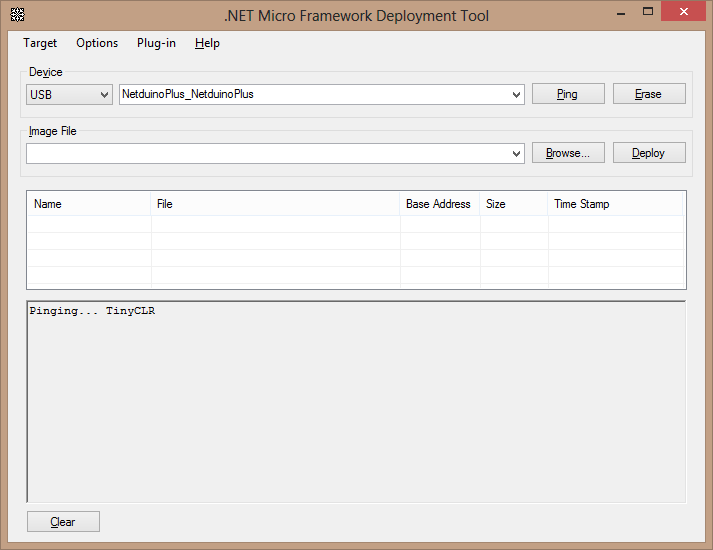 .NET Micro Framework Deployment Tool
Target Options Plug-in Help
Device
USB NetduinoPlus_NetduinoPlus Ping Erase
Image File
Browse... Deploy
Name File Base Address Size Time Stamp
Pinging... TinyCLR
Clear